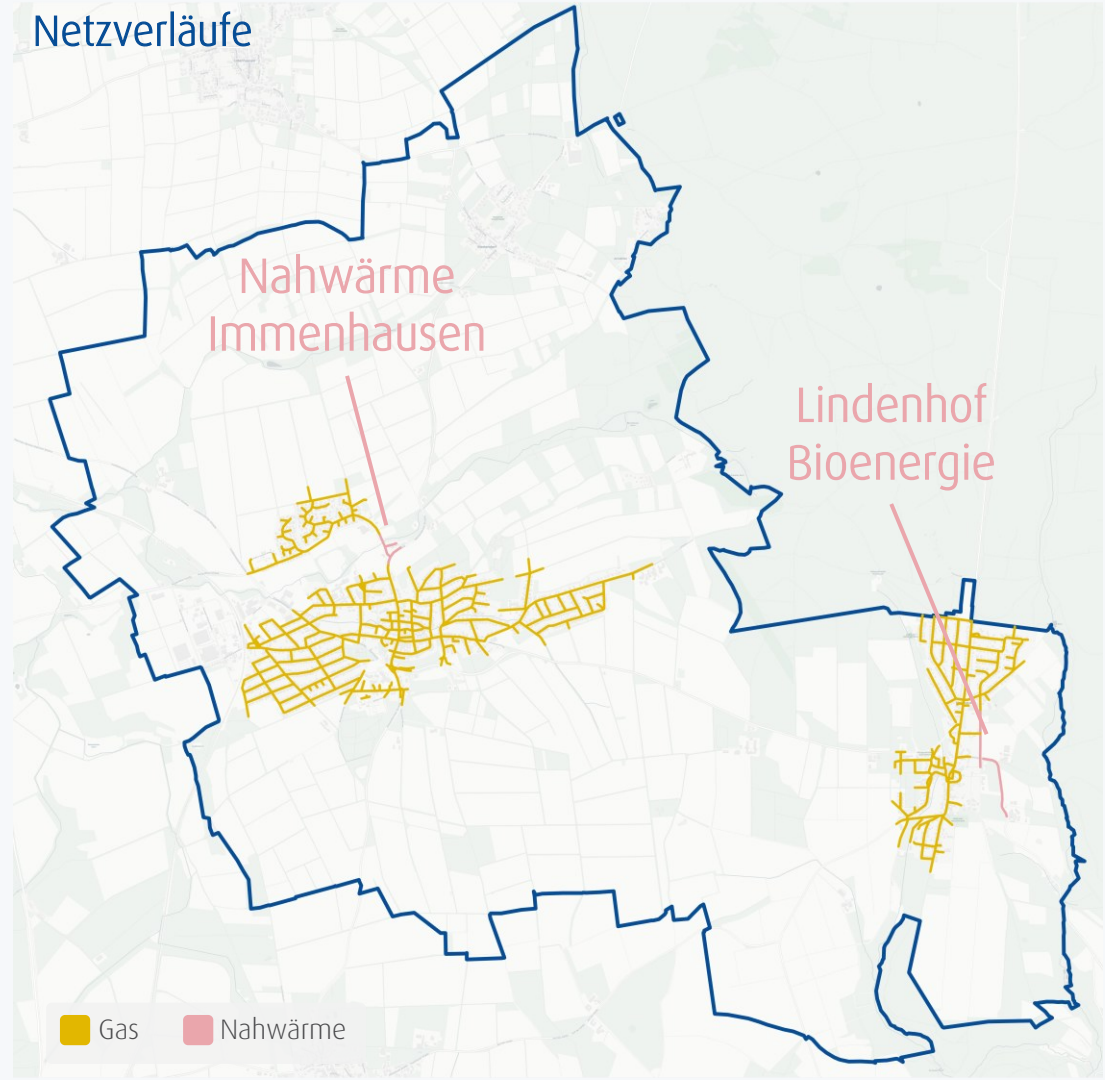 Netzverläufe
Nahwärme
Immenhausen
Lindenhof
Bioenergie
Gas
Nahwärme